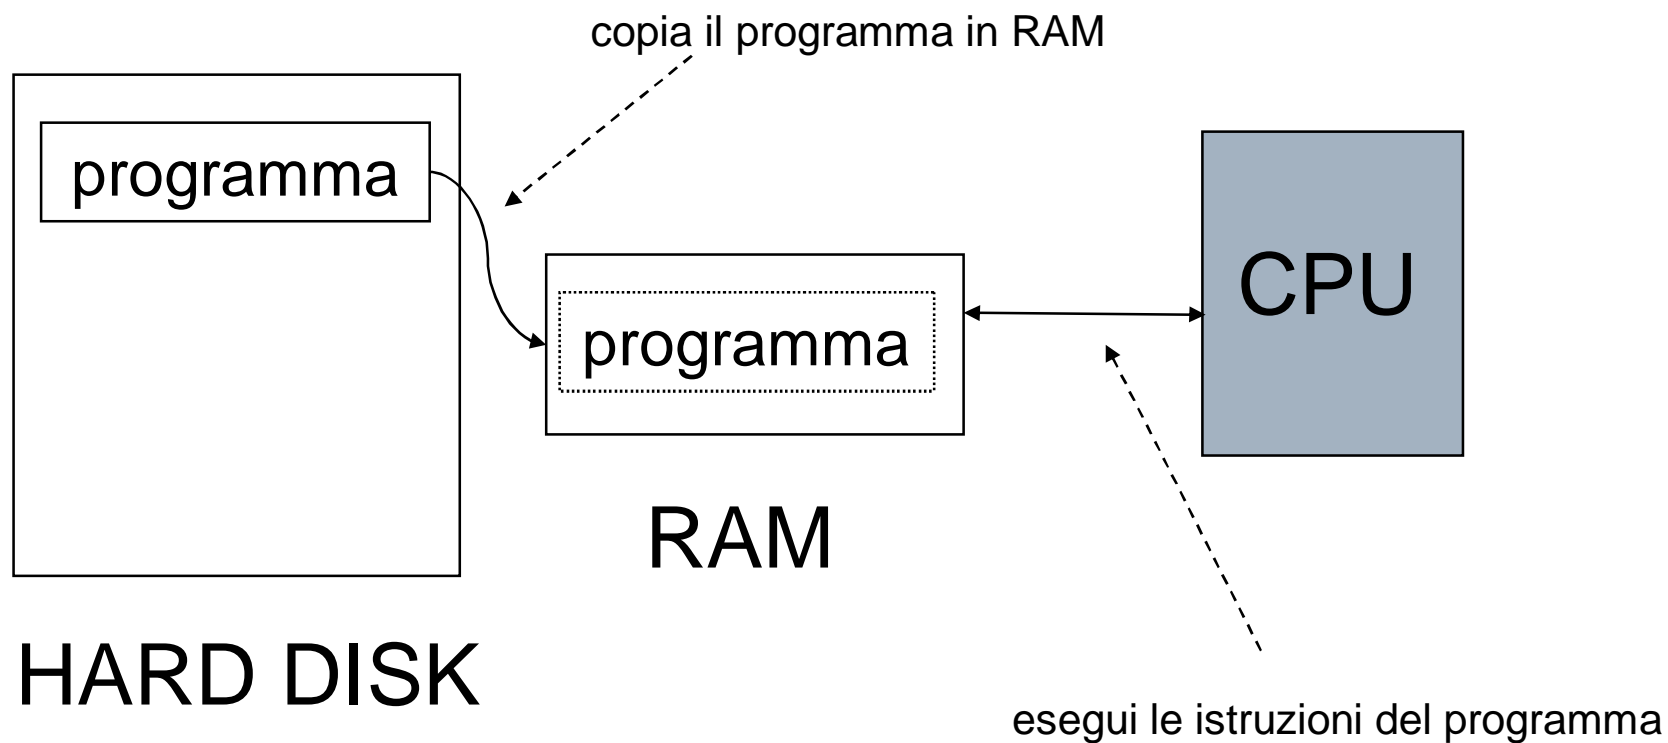 copia il programma in RAM
programma
CPU
programma
RAM
HARD DISK
esegui le istruzioni del programma